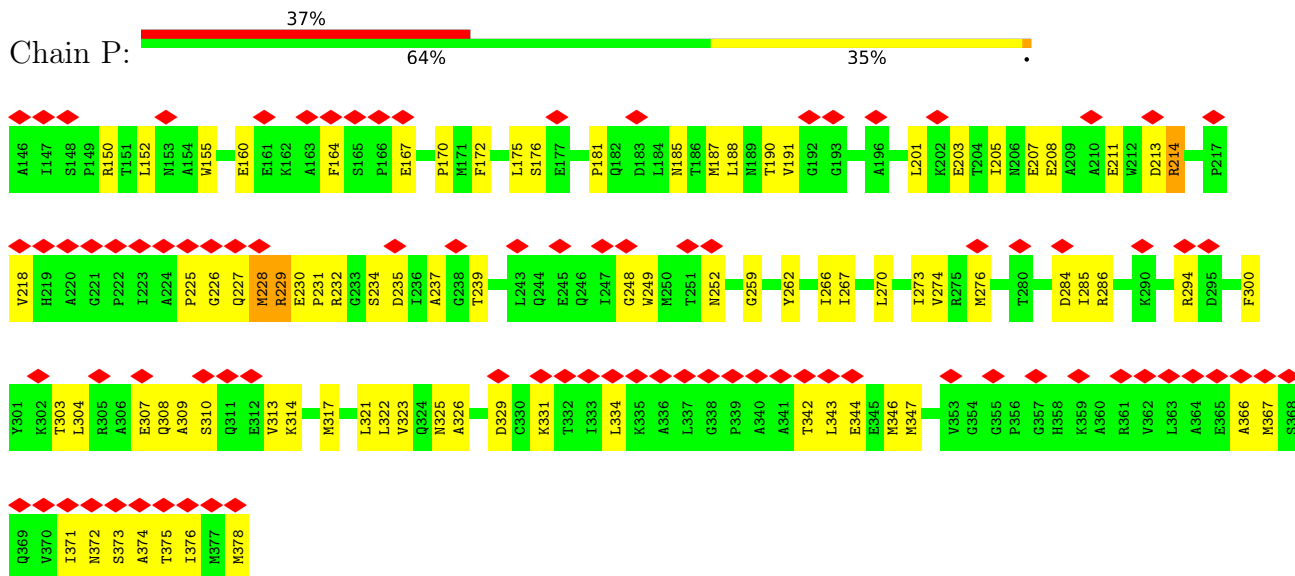 37%
Chain P:
64% 35% •
A146 I147 S148 P149 R150 T151 L152 N153 A154 W155 E160 E161 K162 A163 F164 S165 P166 E167 P170 M171 F172 L175 S176 E177 P181 Q182 D183 L184 N185 T186 M187 L188 N189 T190 V191 G192 G193 A196 L201 K202 E203 T204 I205 N206 E207 E208 A209 A210 E211 W212 D213 R214 P217
V218 H219 A220 G221 P222 I223 A224 P225 G226 Q227 M228 R229 E230 P231 R232 G233 S234 D235 I236 A237 G238 T239 L243 Q244 E245 Q246 I247 G248 W249 M250 T251 N252 G259 Y262 I266 I267 L270 I273 V274 R275 M276 T280 D284 I285 R286 K290 R294 D295 F300
Y301 K302 T303 L304 R305 A306 E307 Q308 A309 S310 Q311 E312 V313 K314 M317 L321 L322 V323 Q324 N325 A326 D329 C330 K331 T332 I333 L334 K335 A336 L337 G338 P339 A340 A341 T342 L343 E344 E345 M346 M347 V353 G354 G355 P356 G357 H358 K359 A360 R361 V362 L363 A364 E365 A366 M367 S368
Q369 V370 I371 N372 S373 A374 T375 I376 M377 M378